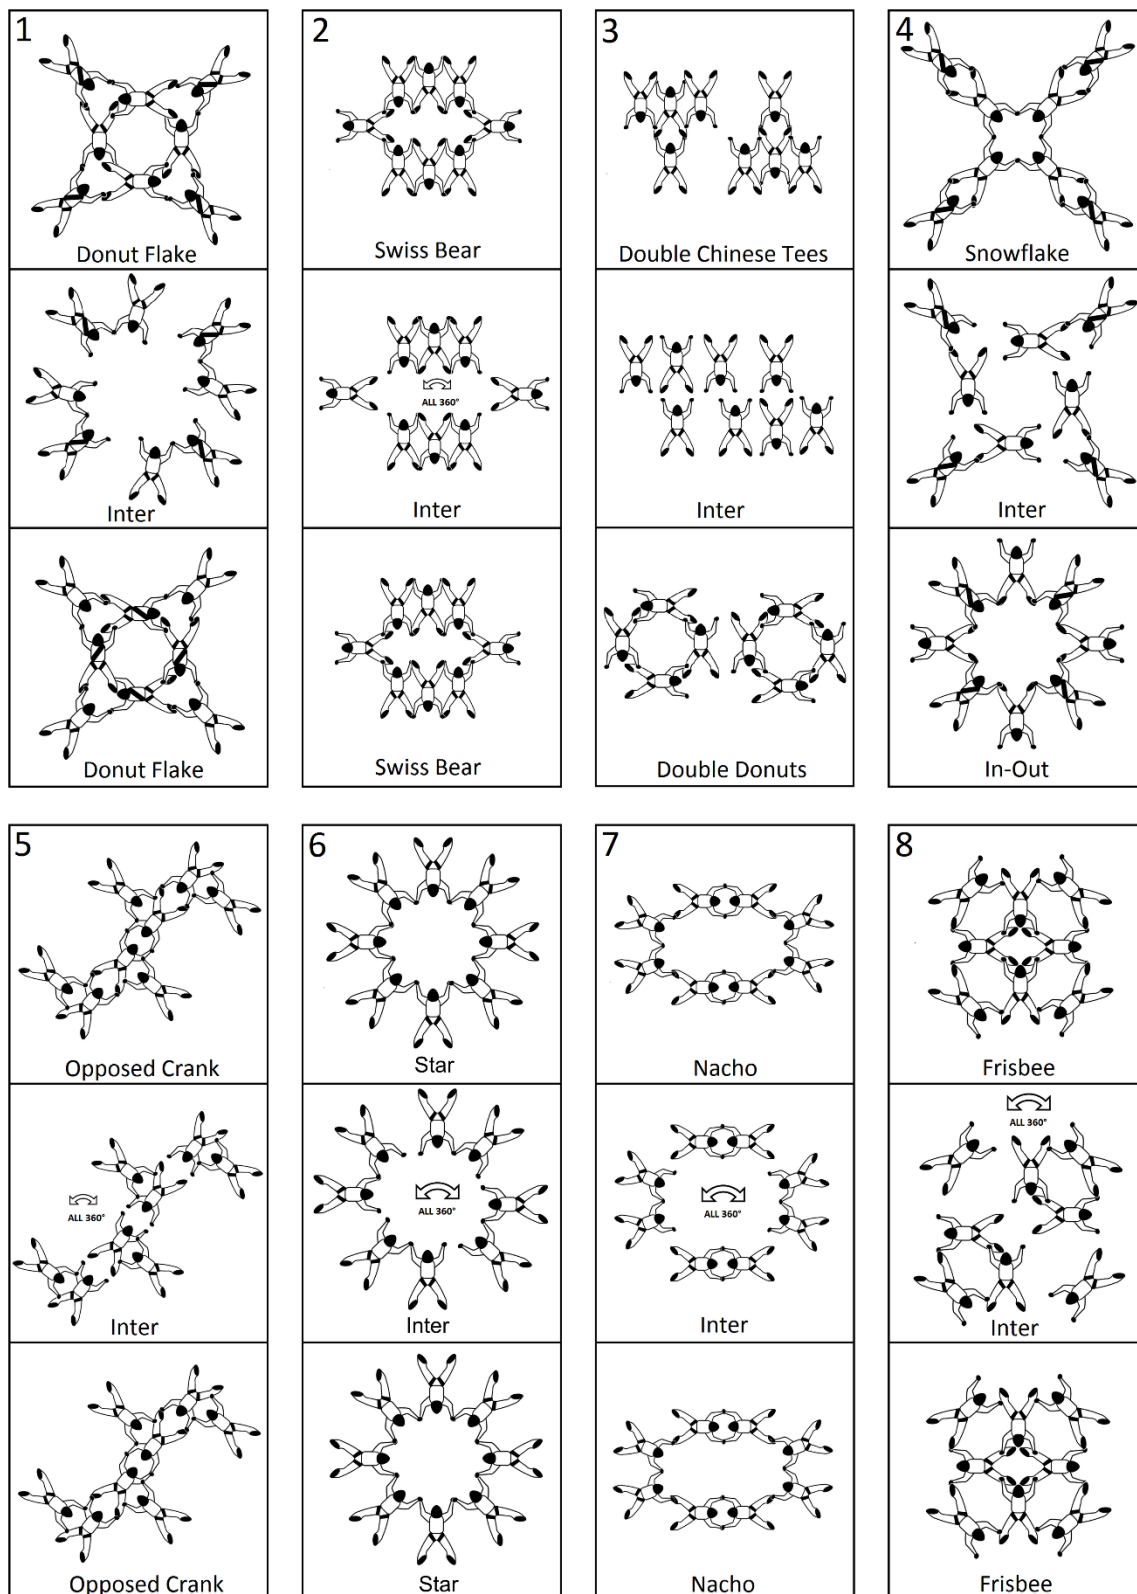 1
Donut Flake
Inter
Donut Flake
2
Swiss Bear
ALL 360°
Inter
Swiss Bear
3
Double Chinese Tees
Inter
Double Donuts
4
Snowflake
Inter
In-Out
5
Opposed Crank
ALL 360°
Inter
Opposed Crank
6
Star
ALL 360°
Inter
Star
7
Nacho
ALL 360°
Inter
Nacho
8
Frisbee
ALL 360°
Inter
Frisbee